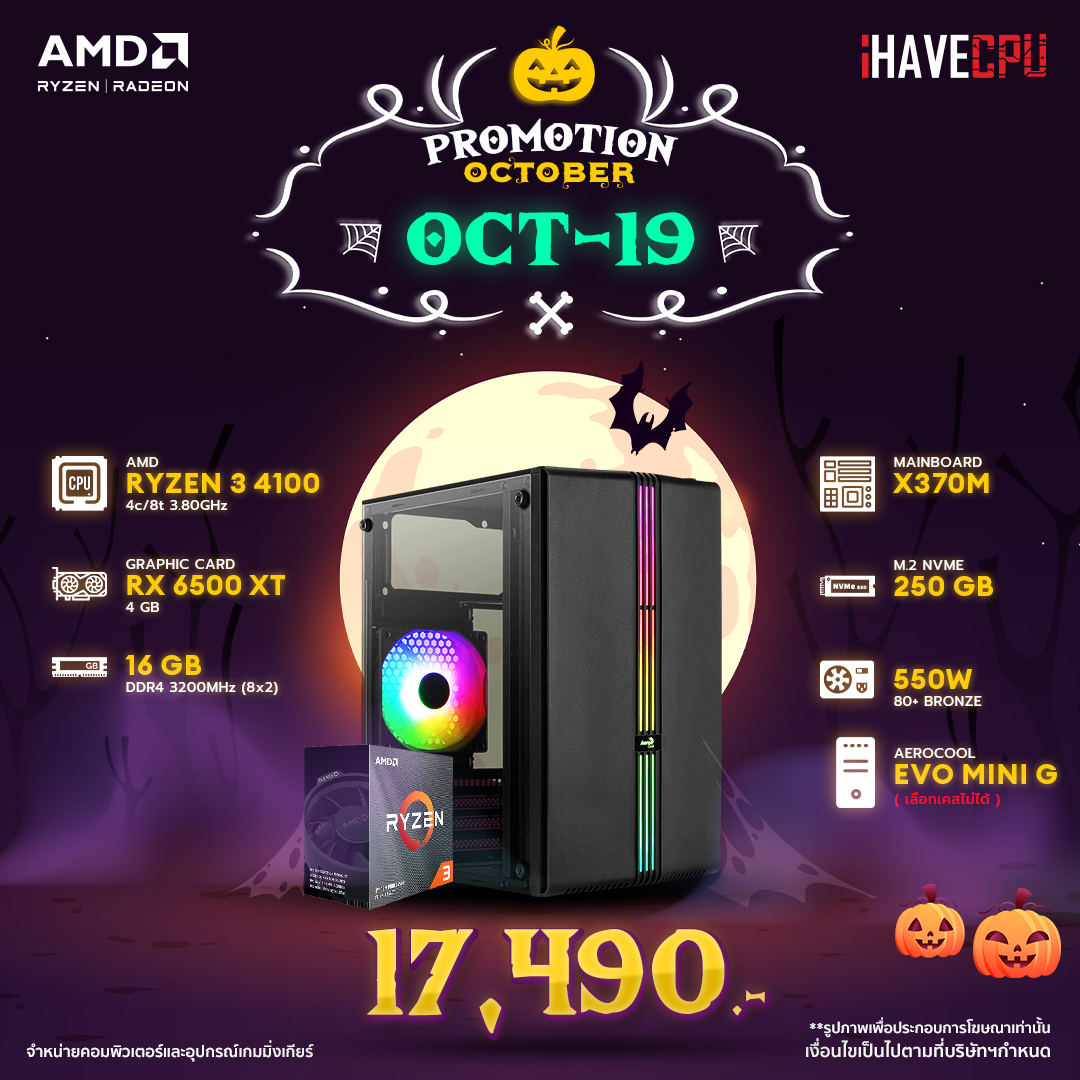 AMD
RYZEN | RADEON
iHAVECPU
PROMOTION
OCTOBER
OCT-19
CPU
AMD
RYZEN 3 4100
4c/8t 3.80GHz
GRAPHIC CARD
RX 6500 XT
4 GB
GB
16 GB
DDR4 3200MHz (8x2)
MAINBOARD
X370M
NVMe SSD
M.2 NVME
250 GB
550W
80+ BRONZE
AEROCOOL
EVO MINI G
( เลือกเคสไม่ได้ )
AMD
AMD
RYZEN
3
17,490.-
**รูปภาพเพื่อประกอบการโฆษณาเท่านั้น
จำหน่ายคอมพิวเตอร์และอุปกรณ์เกมมิ่งเกียร์
เงื่อนไขเป็นไปตามที่บริษัทฯกำหนด